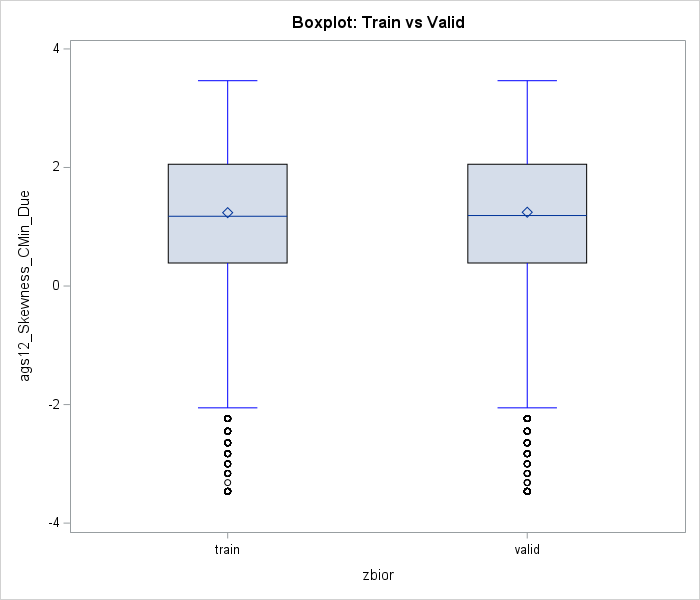 Boxplot: Train vs Valid
4
2
0
-2
-4
ags12_Skewness_CMin_Due
train
valid
zbior